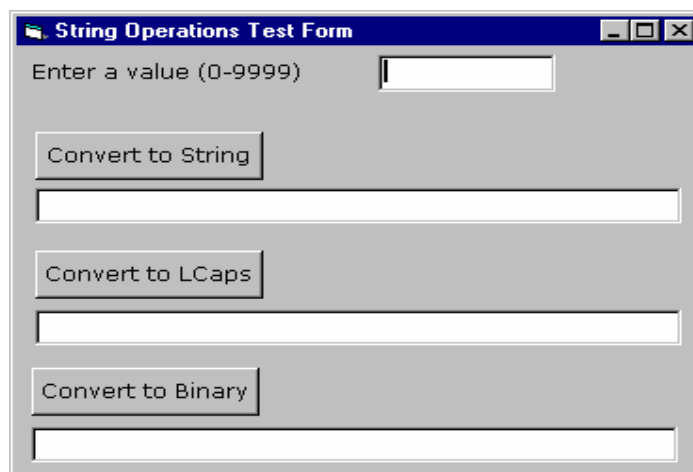 String Operations Test Form
Enter a value (0-9999)
Convert to String
Convert to LCaps
Convert to Binary